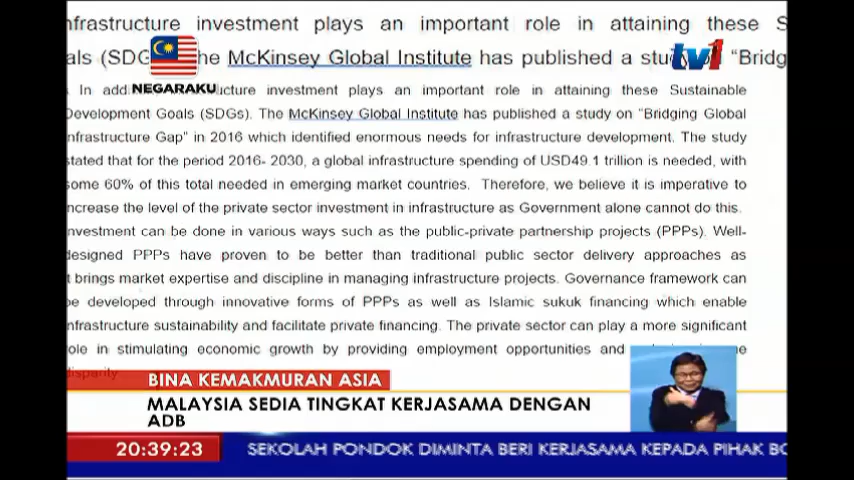 nfrastructure investment plays an important role in attaining these S
als (SDG he McKinsey Global Institute has published a study on "Bridging
tv1
NEGARAKU
In addi ucture investment plays an important role in attaining these Sustainable
Development Goals (SDGs). The McKinsey Global Institute has published a study on "Bridging Global
nfrastructure Gap" in 2016 which identified enormous needs for infrastructure development. The study
stated that for the period 2016- 2030, a global infrastructure spending of USD49.1 trillion is needed, with
some 60% of this total needed in emerging market countries. Therefore, we believe it is imperative to
ncrease the level of the private sector investment in infrastructure as Government alone cannot do this.
nvestment can be done in various ways such as the public-private partnership projects (PPPs). Well-
designed PPPs have proven to be better than traditional public sector delivery approaches as
t brings market expertise and discipline in managing infrastructure projects. Governance framework can
be developed through innovative forms of PPPs as well as Islamic sukuk financing which enable
nfrastructure sustainability and facilitate private financing. The private sector can play a more significant
role in stimulating economic growth by providing employment opportunities and
disparity
BINA KEMAKMURAN ASIA
MALAYSIA SEDIA TINGKAT KERJASAMA DENGAN
ADB
20:39:23 SEKOLAH PONDOK DIMINTA BERI KERJASAMA KEPADA PIHAK BO